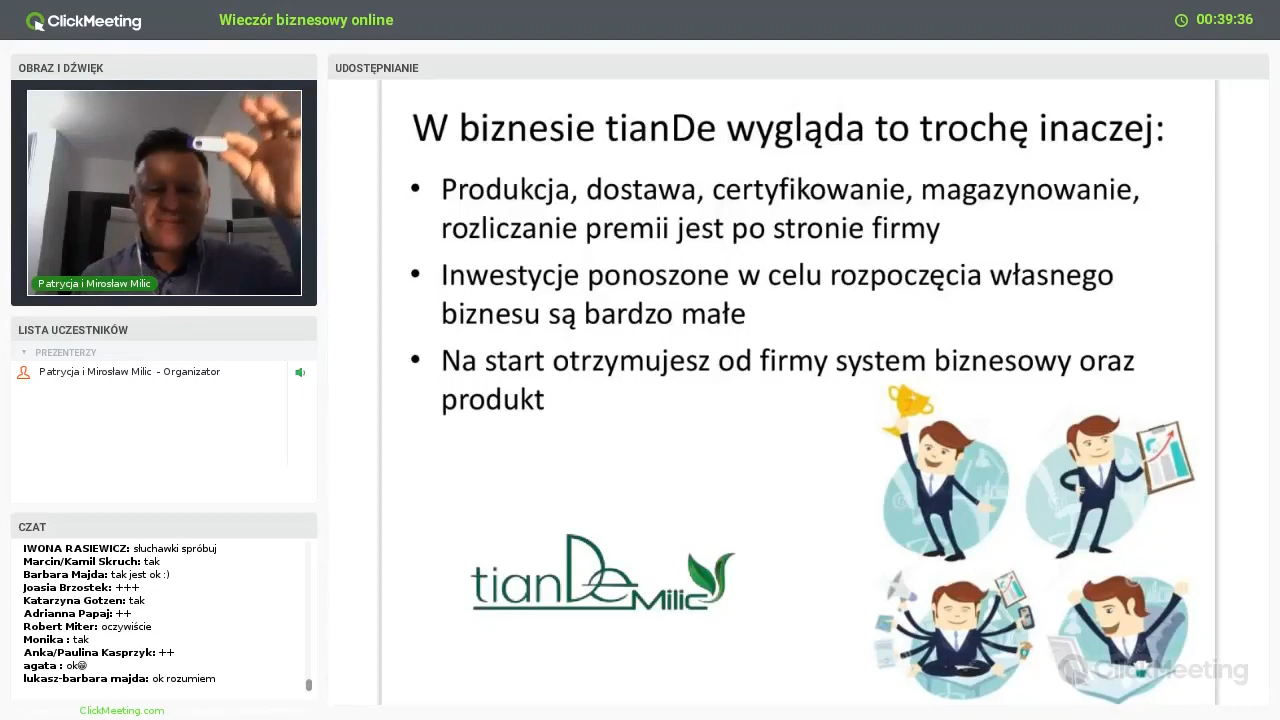 ClickMeeting
Wieczór biznesowy online
00:39:36
OBRAZ I DŹWIĘK
Patrycja i Mirosław Milic
LISTA UCZESTNIKÓW
PREZENTERZY
Patrycja i Mirosław Milic - Organizator
CZAT
IWONA RASIEWICZ: słuchawki spróbuj
Marcin/Kamil Skruch: tak
Barbara Majda: tak jest ok :)
Joasia Brzostek: +++
Katarzyna Gotzen: tak
Adrianna Papaj: ++
Robert Miter: oczywiście
Monika : tak
Anka/Paulina Kasprzyk: ++
agata : ok😁
lukasz-barbara majda: ok rozumiem
ClickMeeting.com
UDOSTĘPNIANIE
W biznesie tianDe wygląda to trochę inaczej:
• Produkcja, dostawa, certyfikowanie, magazynowanie,
rozliczanie premii jest po stronie firmy
• Inwestycje ponoszone w celu rozpoczęcia własnego
biznesu są bardzo małe
• Na start otrzymujesz od firmy system biznesowy oraz
produkt
tianDe Milic
ClickMeeting